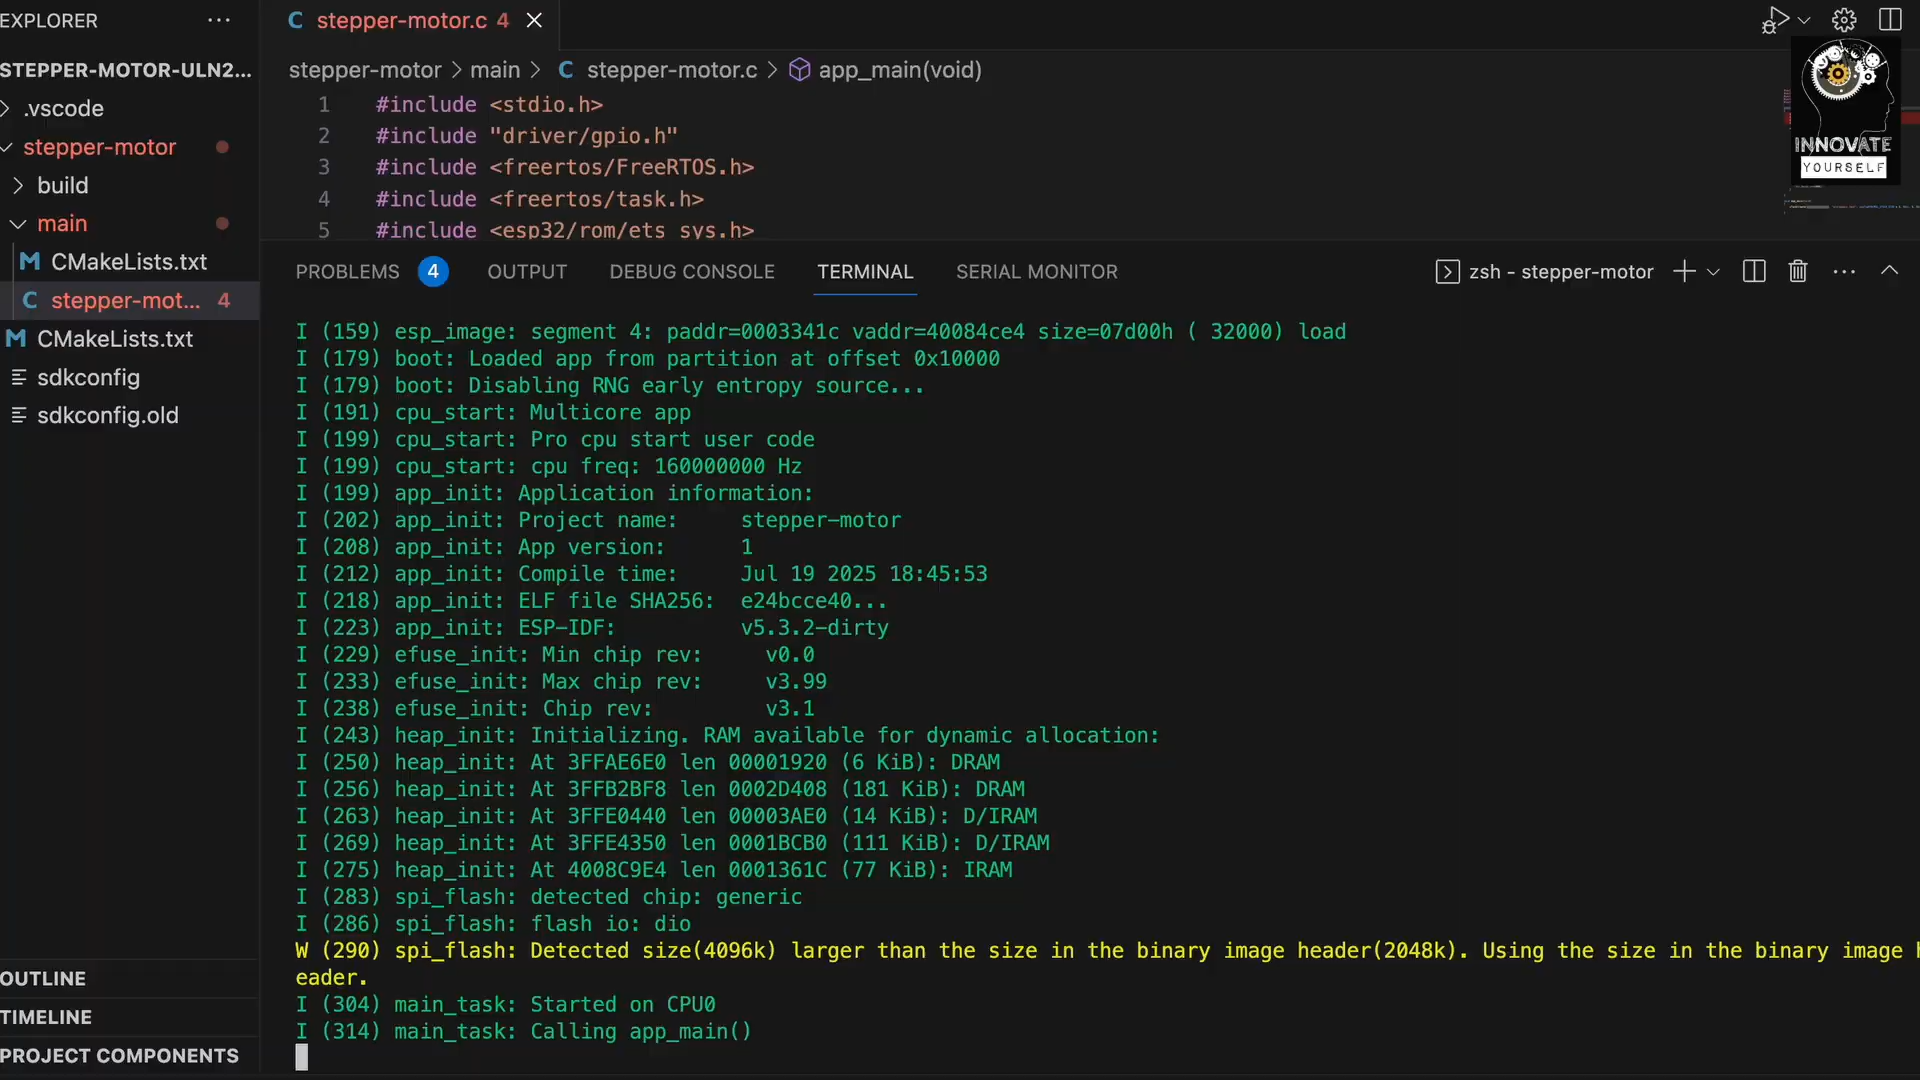 EXPLORER
STEPPER-MOTOR-ULN2...
.vscode
stepper-motor
build
main
CMakeLists.txt
stepper-mot... 4
CMakeLists.txt
sdkconfig
sdkconfig.old
OUTLINE
TIMELINE
PROJECT COMPONENTS
C stepper-motor.c 4
stepper-motor > main > C stepper-motor.c > app_main(void)
1 #include <stdio.h>
2 #include "driver/gpio.h"
3 #include <freertos/FreeRTOS.h>
4 #include <freertos/task.h>
5 #include <esp32/rom/ets_sys.h>
INNOVATE
YOURSELF
PROBLEMS 4 OUTPUT DEBUG CONSOLE TERMINAL SERIAL MONITOR zsh - stepper-motor
I (159) esp_image: segment 4: paddr=0003341c vaddr=40084ce4 size=07d00h ( 32000) load
I (179) boot: Loaded app from partition at offset 0x10000
I (179) boot: Disabling RNG early entropy source...
I (191) cpu_start: Multicore app
I (199) cpu_start: Pro cpu start user code
I (199) cpu_start: cpu freq: 160000000 Hz
I (199) app_init: Application information:
I (202) app_init: Project name: stepper-motor
I (208) app_init: App version: 1
I (212) app_init: Compile time: Jul 19 2025 18:45:53
I (218) app_init: ELF file SHA256: e24bcce40...
I (223) app_init: ESP-IDF: v5.3.2-dirty
I (229) efuse_init: Min chip rev: v0.0
I (233) efuse_init: Max chip rev: v3.99
I (238) efuse_init: Chip rev: v3.1
I (243) heap_init: Initializing. RAM available for dynamic allocation:
I (250) heap_init: At 3FFAE6E0 len 00001920 (6 KiB): DRAM
I (256) heap_init: At 3FFB2BF8 len 0002D408 (181 KiB): DRAM
I (263) heap_init: At 3FFE0440 len 00003AE0 (14 KiB): D/IRAM
I (269) heap_init: At 3FFE4350 len 0001BCB0 (111 KiB): D/IRAM
I (275) heap_init: At 4008C9E4 len 0001361C (77 KiB): IRAM
I (283) spi_flash: detected chip: generic
I (286) spi_flash: flash io: dio
W (290) spi_flash: Detected size(4096k) larger than the size in the binary image header(2048k). Using the size in the binary image h
eader.
I (304) main_task: Started on CPU0
I (314) main_task: Calling app_main()